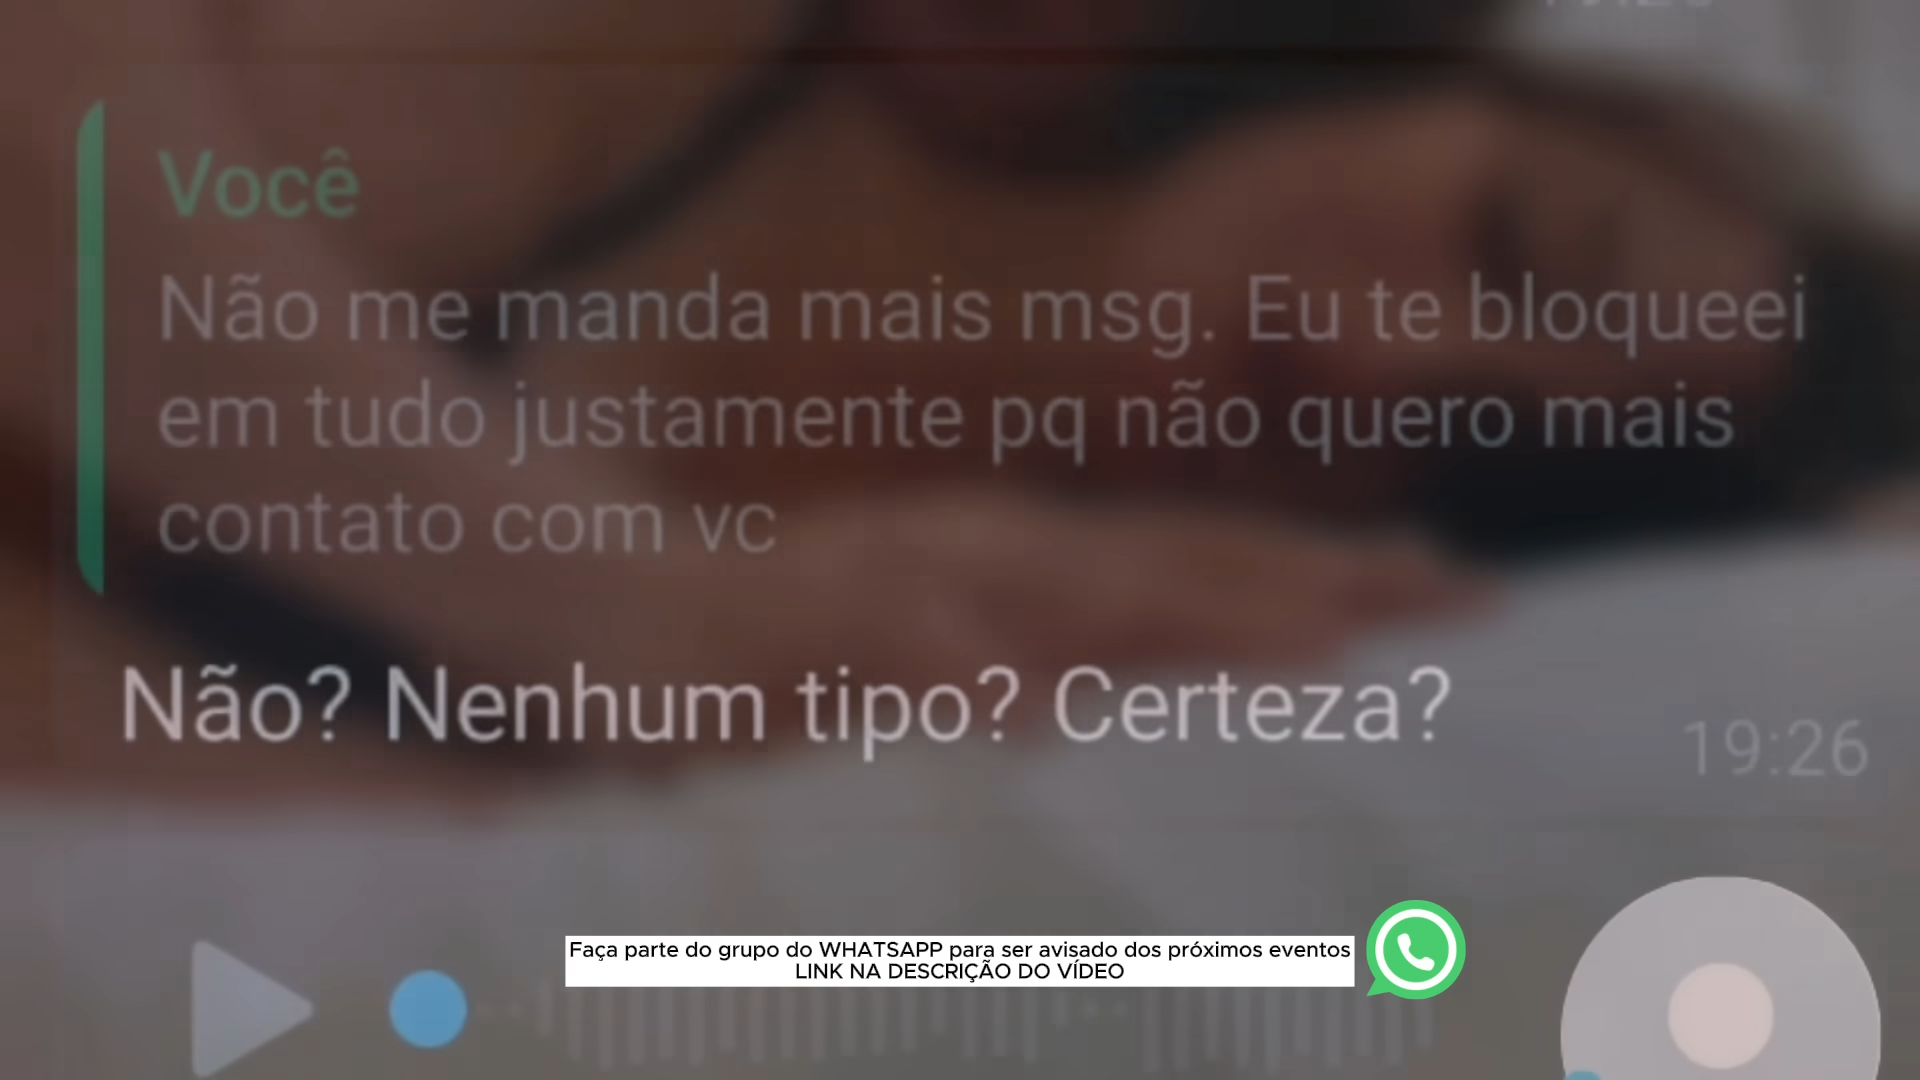 Você
Não me manda mais msg. Eu te bloqueei
em tudo justamente pq não quero mais
contato com vc
Não? Nenhum tipo? Certeza?
19:26
Faça parte do grupo do WHATSAPP para ser avisado dos próximos eventos
LINK NA DESCRIÇÃO DO VÍDEO